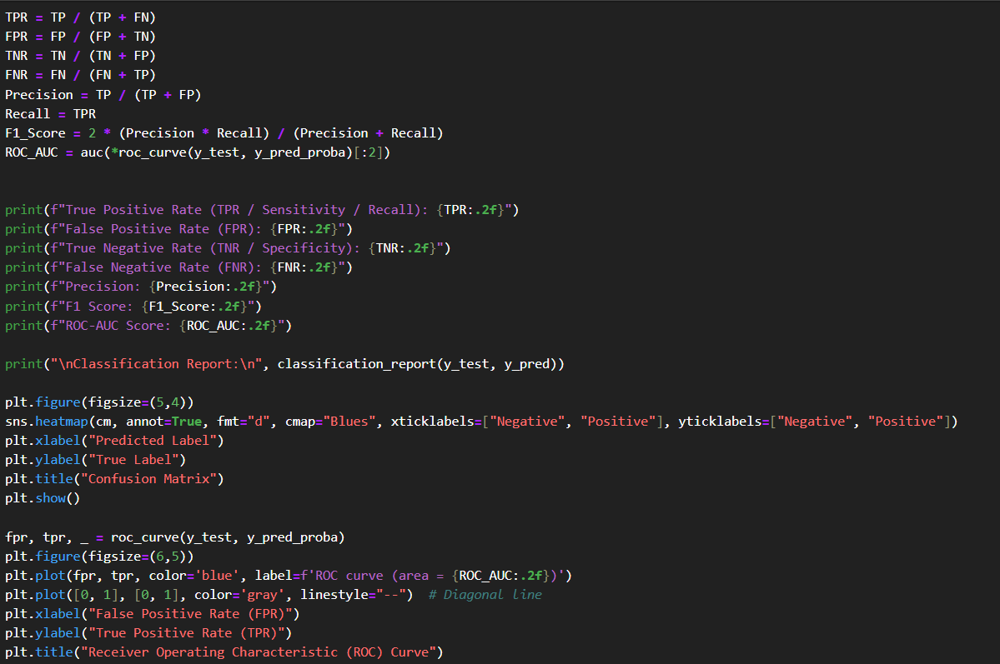 TPR = TP / (TP + FN)
FPR = FP / (FP + TN)
TNR = TN / (TN + FP)
FNR = FN / (FN + TP)
Precision = TP / (TP + FP)
Recall = TPR
F1_Score = 2 * (Precision * Recall) / (Precision + Recall)
ROC_AUC = auc(*roc_curve(y_test, y_pred_proba)[:2])
print(f"True Positive Rate (TPR / Sensitivity / Recall): {TPR:.2f}")
print(f"False Positive Rate (FPR): {FPR:.2f}")
print(f"True Negative Rate (TNR / Specificity): {TNR:.2f}")
print(f"False Negative Rate (FNR): {FNR:.2f}")
print(f"Precision: {Precision:.2f}")
print(f"F1 Score: {F1_Score:.2f}")
print(f"ROC-AUC Score: {ROC_AUC:.2f}")
print("\nClassification Report:\n", classification_report(y_test, y_pred))
plt.figure(figsize=(5,4))
sns.heatmap(cm, annot=True, fmt="d", cmap="Blues", xticklabels=["Negative", "Positive"], yticklabels=["Negative", "Positive"])
plt.xlabel("Predicted Label")
plt.ylabel("True Label")
plt.title("Confusion Matrix")
plt.show()
fpr, tpr, _ = roc_curve(y_test, y_pred_proba)
plt.figure(figsize=(6,5))
plt.plot(fpr, tpr, color='blue', label=f'ROC curve (area = {ROC_AUC:.2f})')
plt.plot([0, 1], [0, 1], color='gray', linestyle="--")  # Diagonal line
plt.xlabel("False Positive Rate (FPR)")
plt.ylabel("True Positive Rate (TPR)")
plt.title("Receiver Operating Characteristic (ROC) Curve")